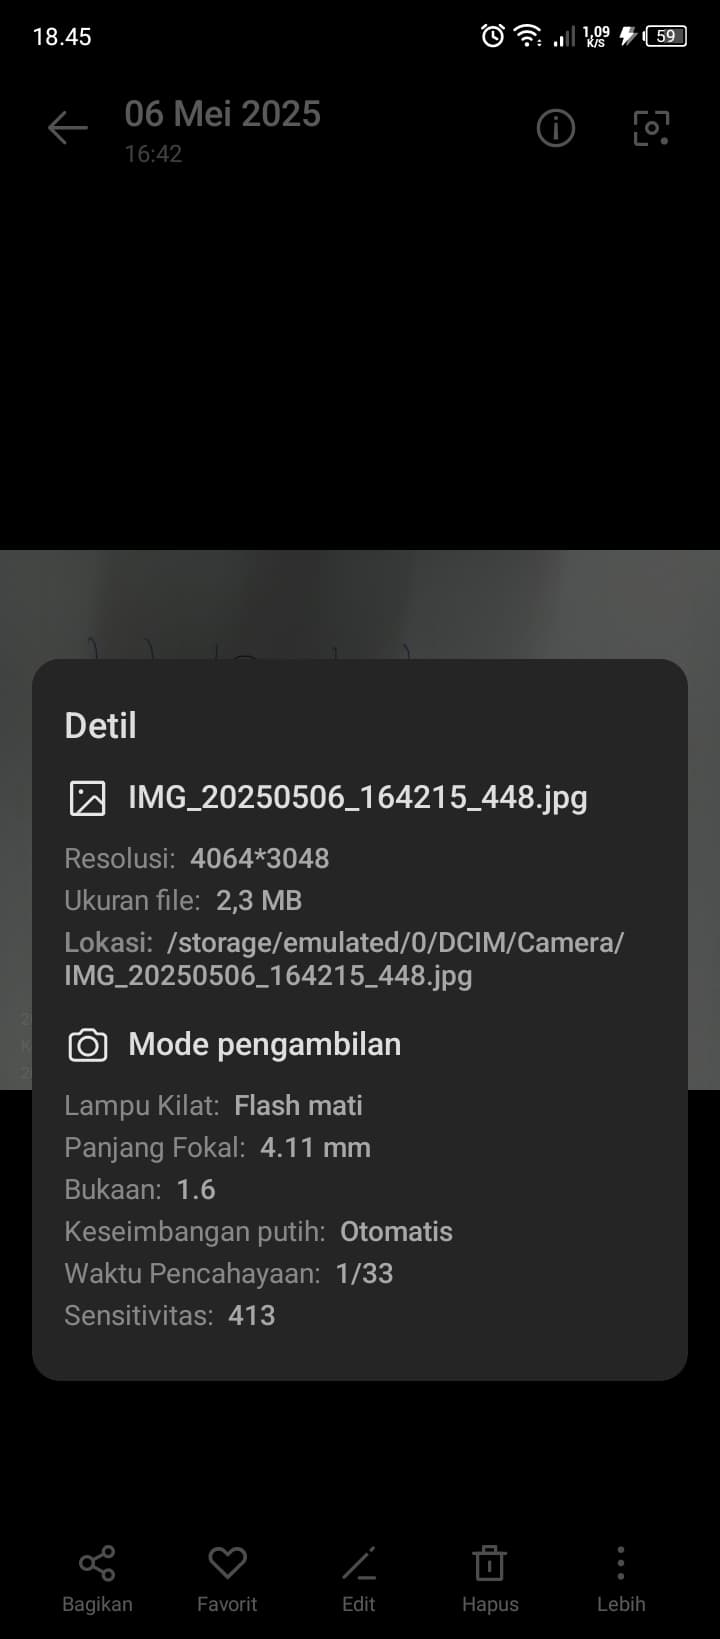 18.45
1,09
K/S
59
06 Mei 2025
16:42
Detil
IMG_20250506_164215_448.jpg
Resolusi: 4064*3048
Ukuran file: 2,3 MB
Lokasi: /storage/emulated/0/DCIM/Camera/
IMG_20250506_164215_448.jpg
Mode pengambilan
Lampu Kilat: Flash mati
Panjang Fokal: 4.11 mm
Bukaan: 1.6
Keseimbangan putih: Otomatis
Waktu Pencahayaan: 1/33
Sensitivitas: 413
Bagikan
Favorit
Edit
Hapus
Lebih